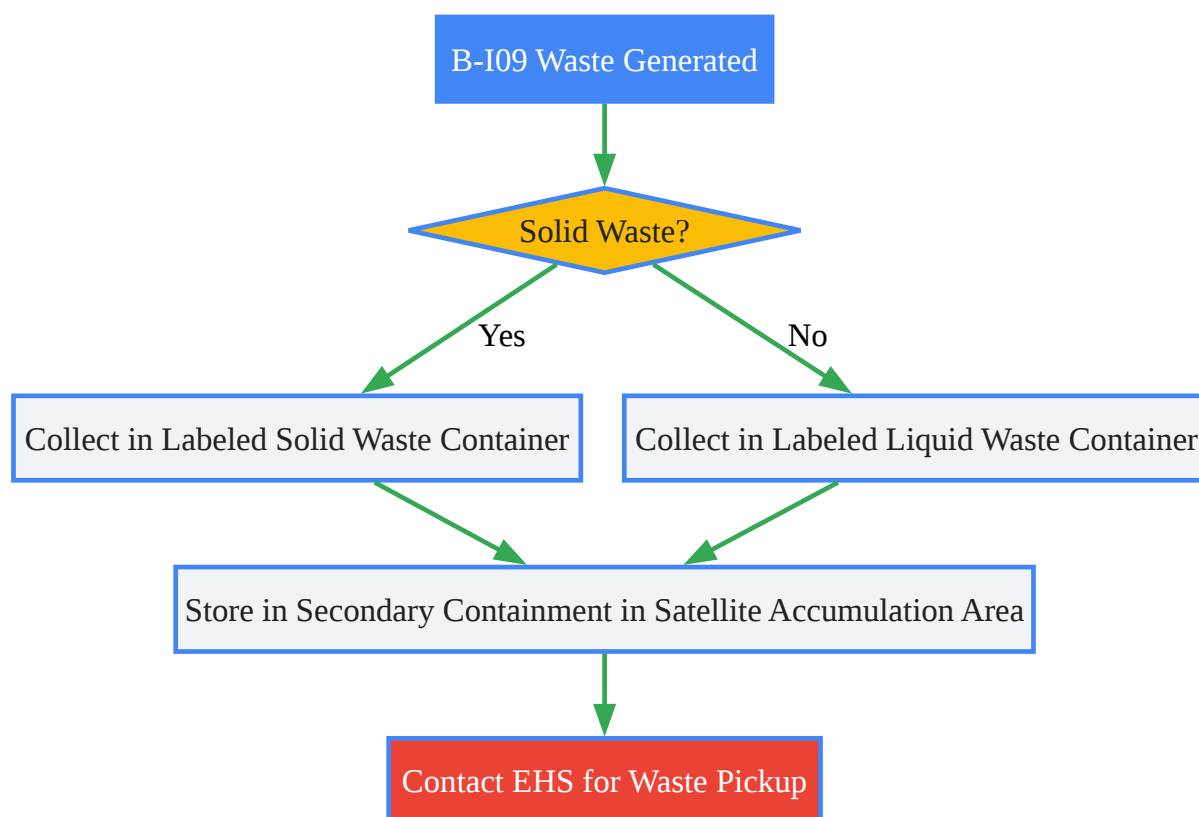 B-I09 Waste Generated
Solid Waste?
Yes
No
Collect in Labeled Solid Waste Container
Collect in Labeled Liquid Waste Container
Store in Secondary Containment in Satellite Accumulation Area
Contact EHS for Waste Pickup